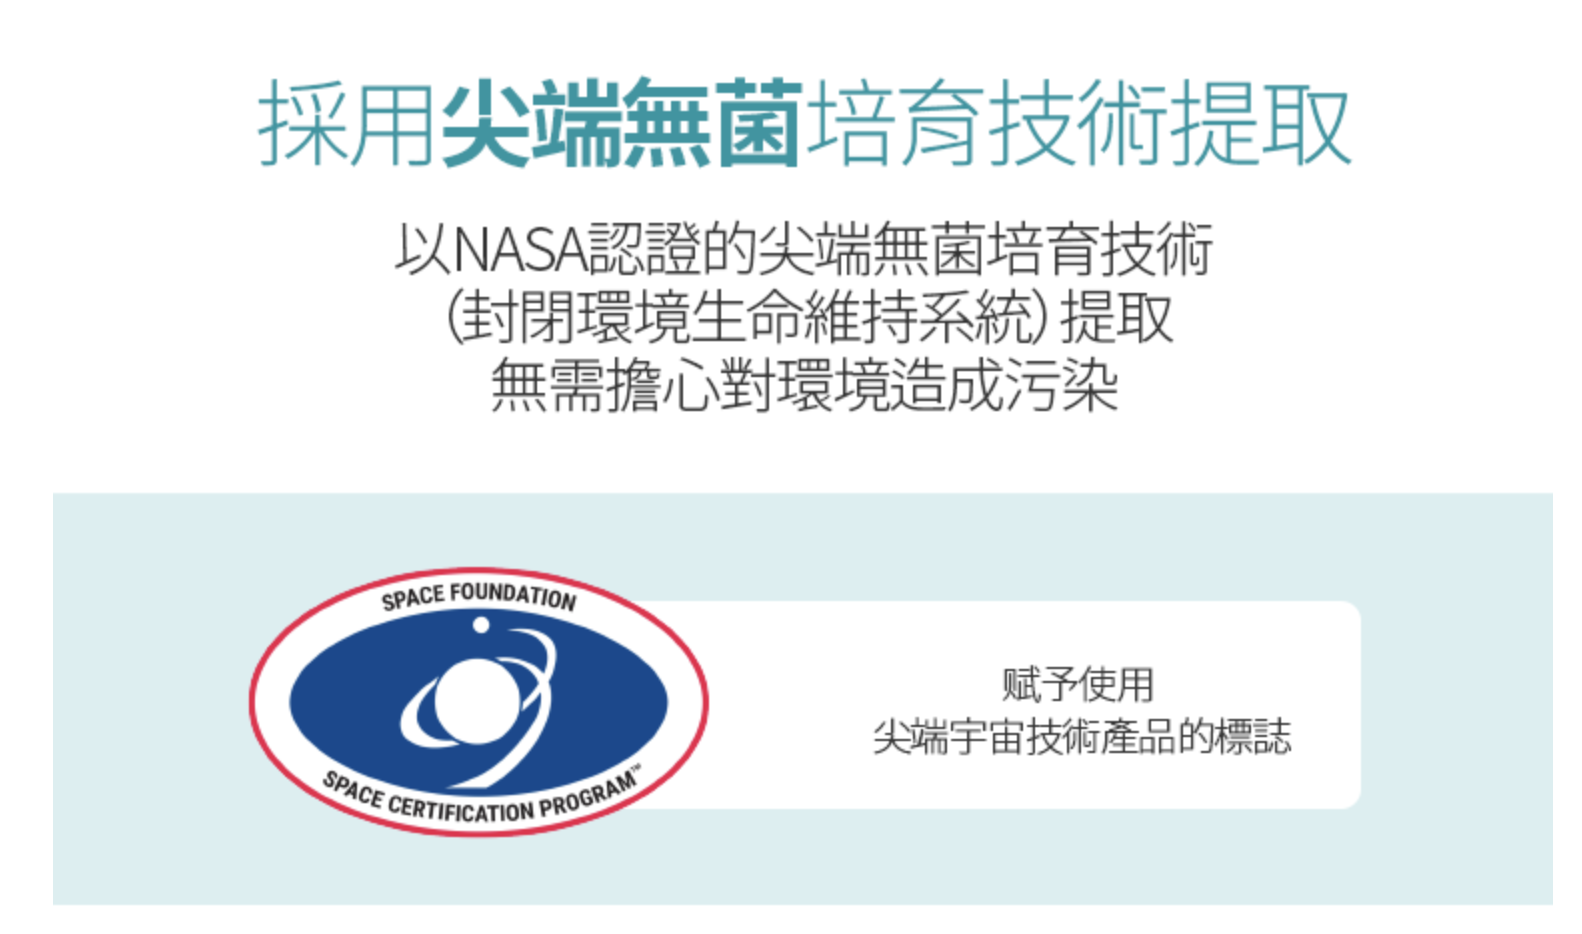 採用尖端無菌培育技術提取
以NASA認證的尖端無菌培育技術
(封閉環境生命維持系統) 提取
無需擔心對環境造成污染
SPACE FOUNDATION
SPACE CERTIFICATION PROGRAM™
赋予使用
尖端宇宙技術產品的標誌